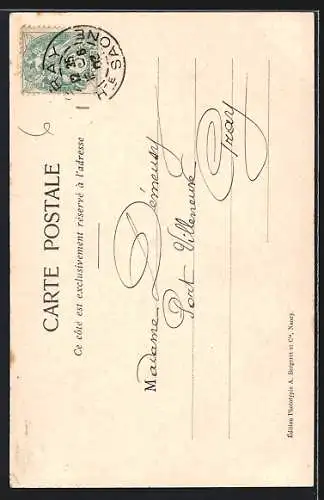 CARTE POSTALE
Ce côté est exclusivement réservé à l'adresse
GRAY
Hte SAONE
Madame Démeusy
Port Villeneuve
Gray
Édition Phototypie A. Bergeret et Cie, Nancy.